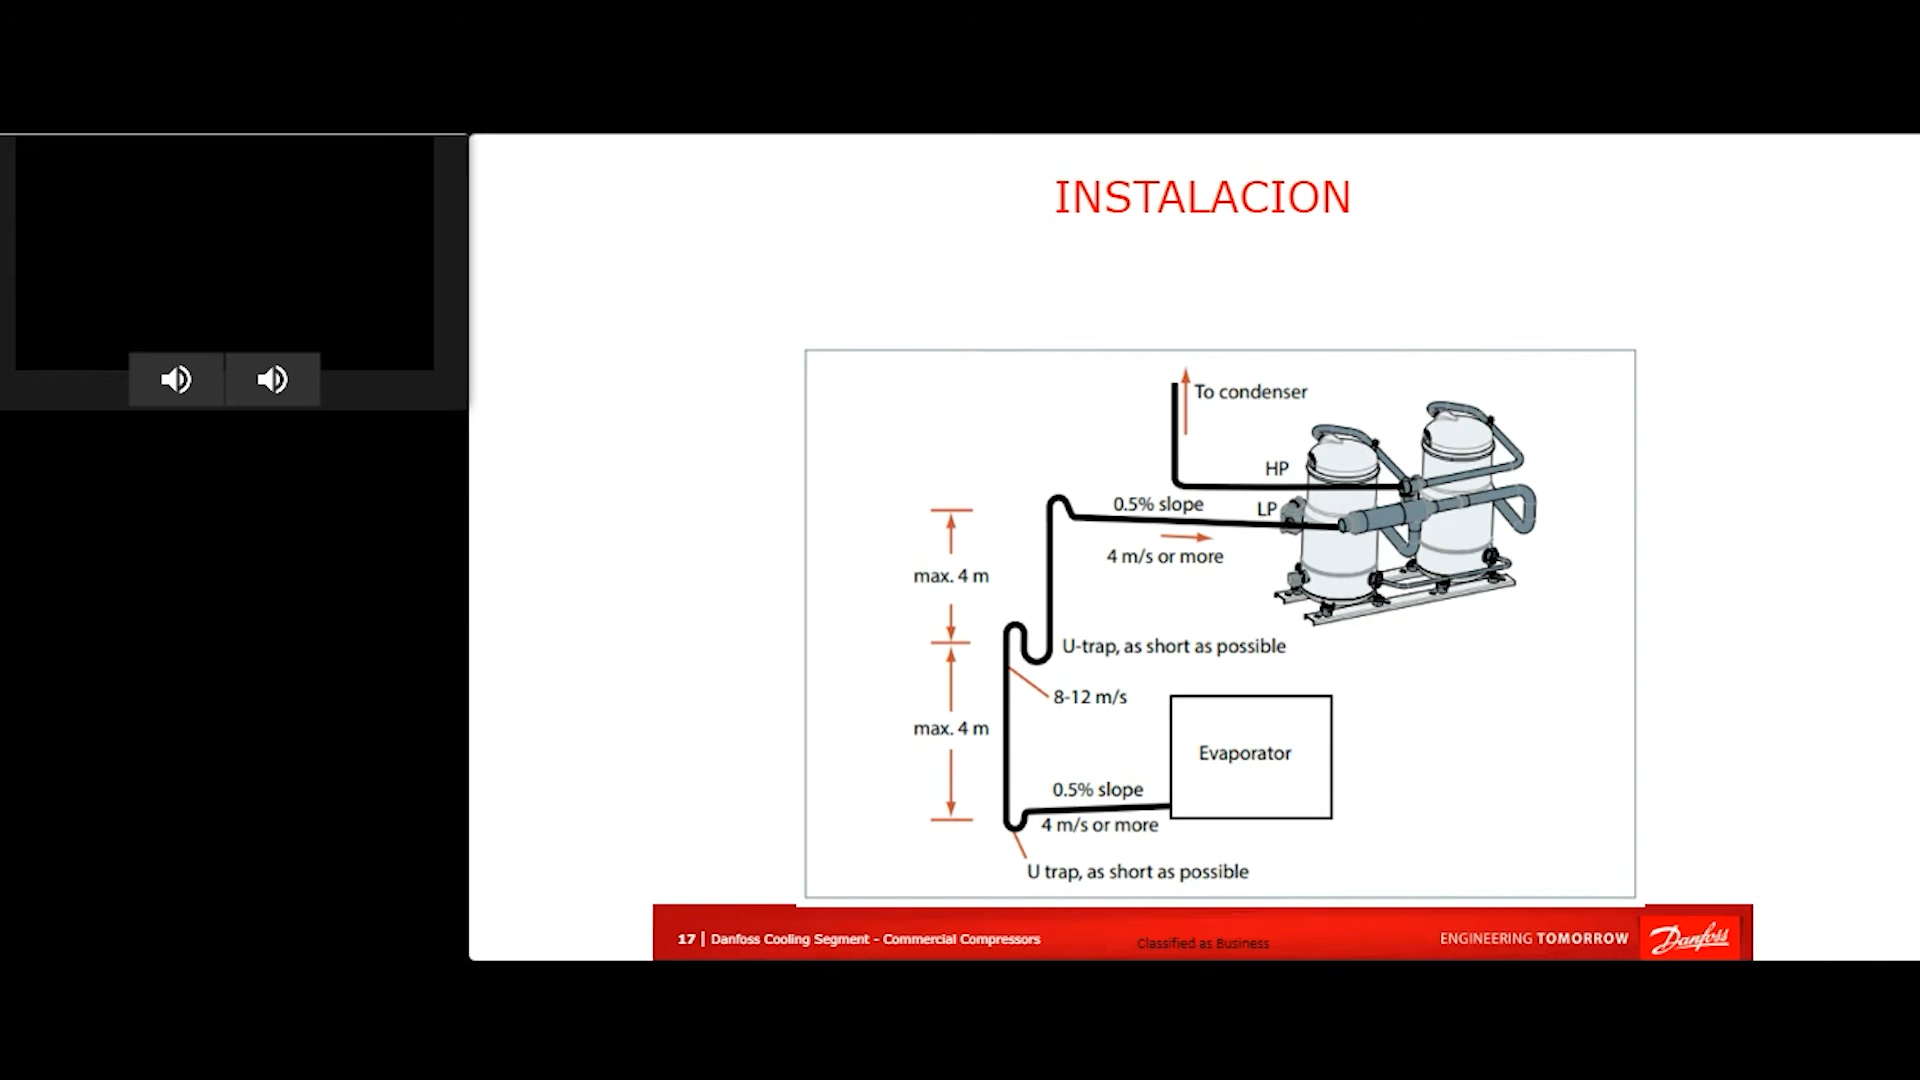 INSTALACION
To condenser
HP
0.5% slope
LP
4 m/s or more
max. 4 m
U-trap, as short as possible
8-12 m/s
max. 4 m
Evaporator
0.5% slope
4 m/s or more
U trap, as short as possible
17 | Danfoss Cooling Segment - Commercial Compressors
Classified as Business
ENGINEERING TOMORROW
Danfoss